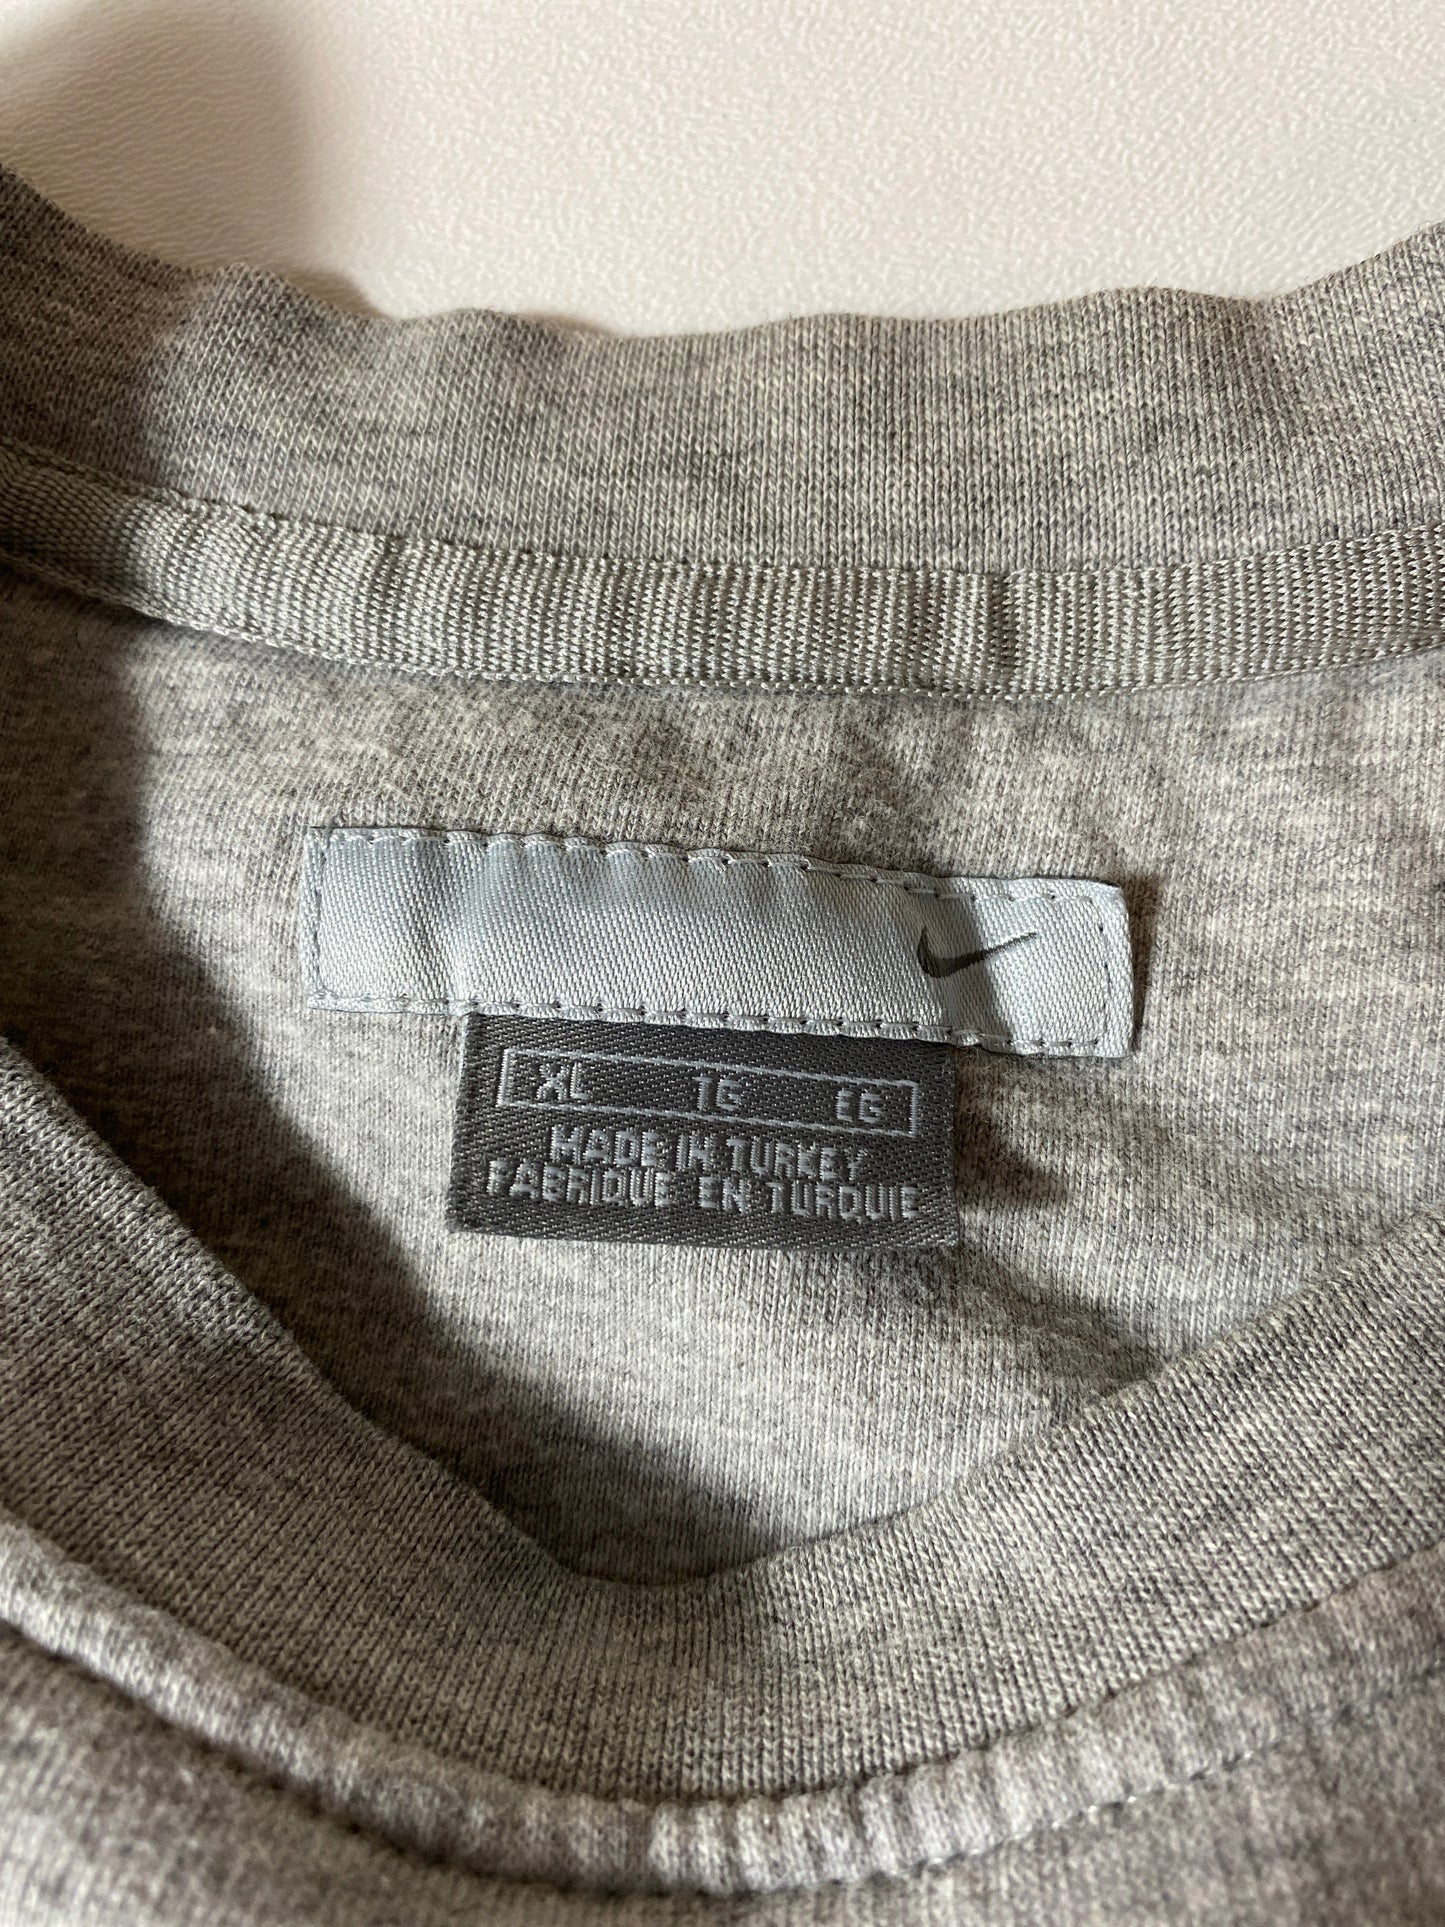 XL TG EG
MADE IN TURKEY
FABRIQUE EN TURQUIE